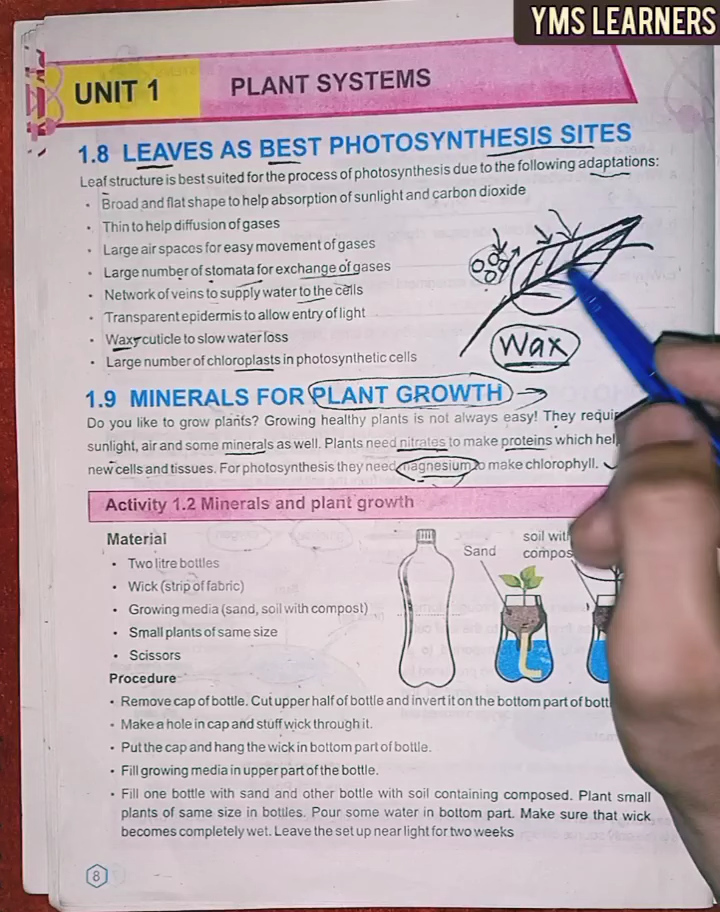 YMS LEARNERS
UNIT 1 PLANT SYSTEMS
1.8 LEAVES AS BEST PHOTOSYNTHESIS SITES
Leaf structure is best suited for the process of photosynthesis due to the following adaptations:
• Broad and flat shape to help absorption of sunlight and carbon dioxide
• Thin to help diffusion of gases
• Large air spaces for easy movement of gases
• Large number of stomata for exchange of gases
• Network of veins to supply water to the cells
• Transparent epidermis to allow entry of light
• Waxy cuticle to slow water loss
• Large number of chloroplasts in photosynthetic cells
Wax
1.9 MINERALS FOR PLANT GROWTH
Do you like to grow plants? Growing healthy plants is not always easy! They requi
sunlight, air and some minerals as well. Plants need nitrates to make proteins which hel
new cells and tissues. For photosynthesis they need magnesium to make chlorophyll.
Activity 1.2 Minerals and plant growth
Material
• Two litre bottles
• Wick (strip of fabric)
• Growing media (sand, soil with compost)
• Small plants of same size
• Scissors
Sand
soil with
compos
Procedure
• Remove cap of bottle. Cut upper half of bottle and invert it on the bottom part of bott
• Make a hole in cap and stuff wick through it.
• Put the cap and hang the wick in bottom part of bottle.
• Fill growing media in upper part of the bottle.
• Fill one bottle with sand and other bottle with soil containing composed. Plant small
plants of same size in bottles. Pour some water in bottom part. Make sure that wick
becomes completely wet. Leave the set up near light for two weeks
8